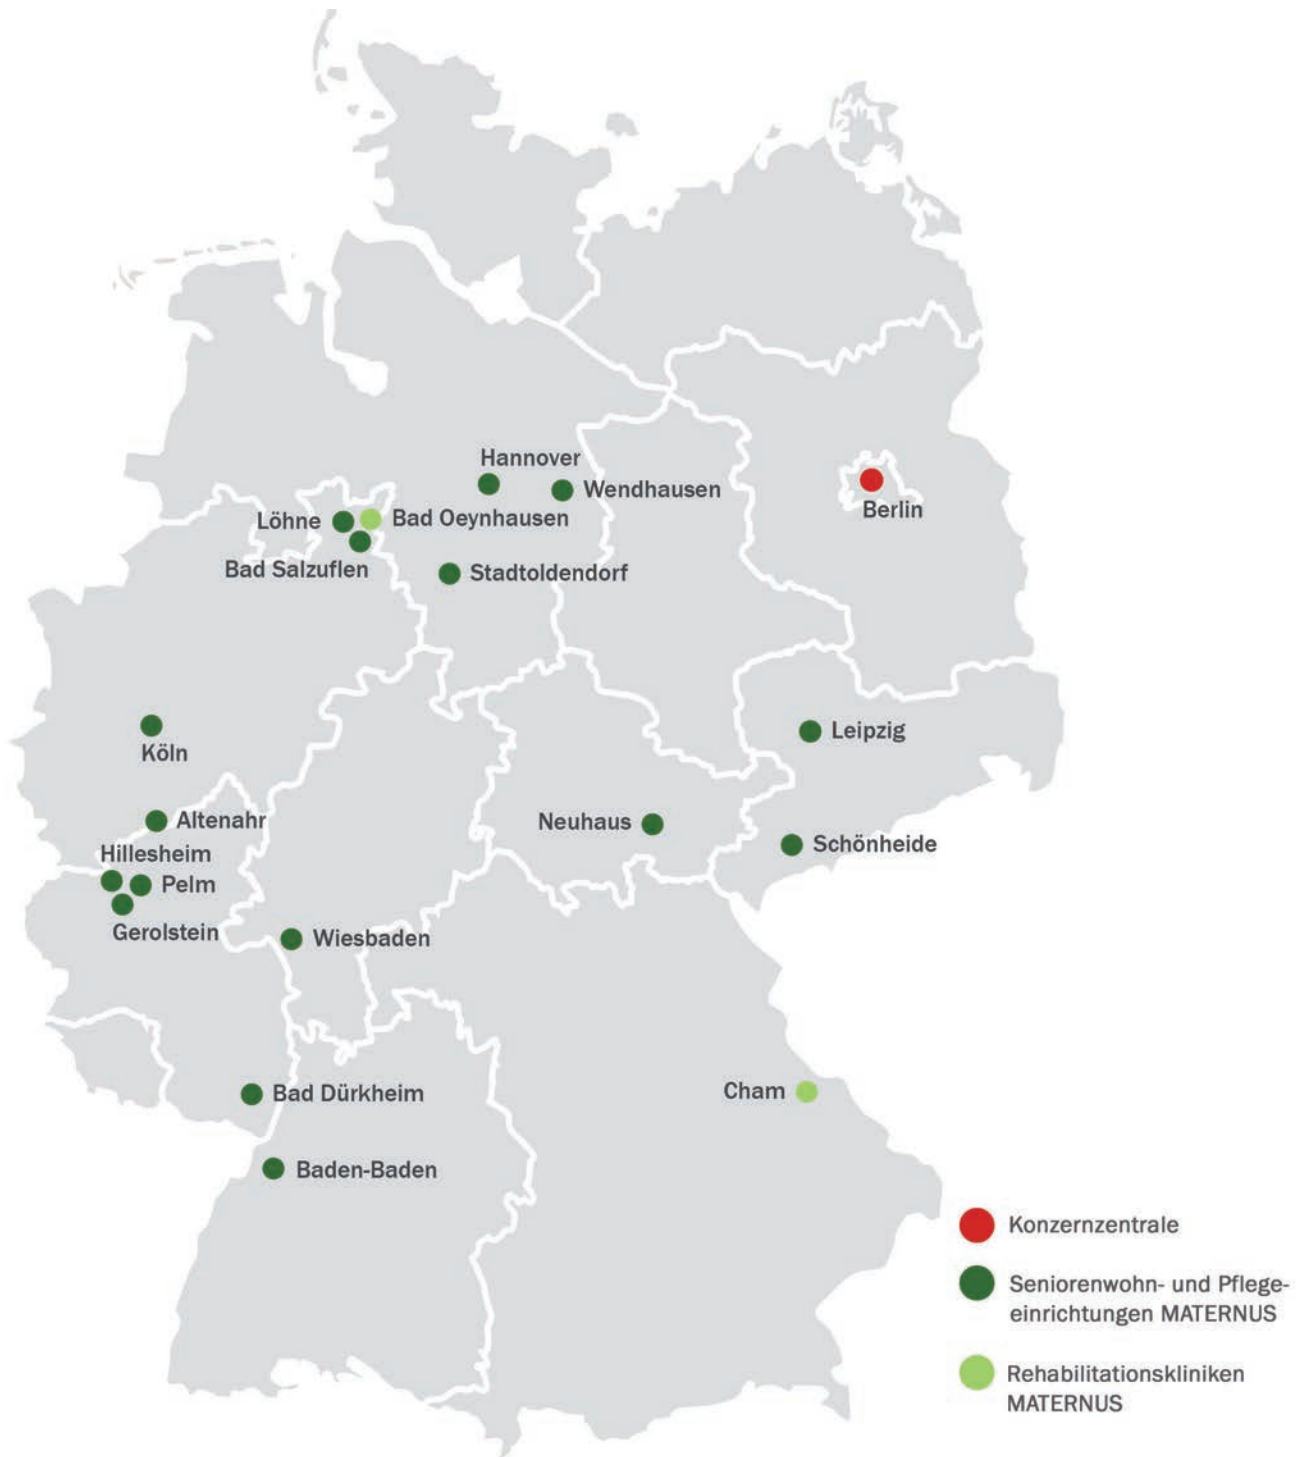 Hannover
Wendhausen
Berlin
Löhne
Bad Oeynhausen
Bad Salzuflen
Stadtoldendorf
Köln
Leipzig
Altenahr
Neuhaus
Schönheide
Hillesheim
Pelm
Gerolstein
Wiesbaden
Bad Dürkheim
Cham
Baden-Baden
Konzernzentrale
Seniorenwohn- und Pflege-
einrichtungen MATERNUS
Rehabilitationskliniken
MATERNUS